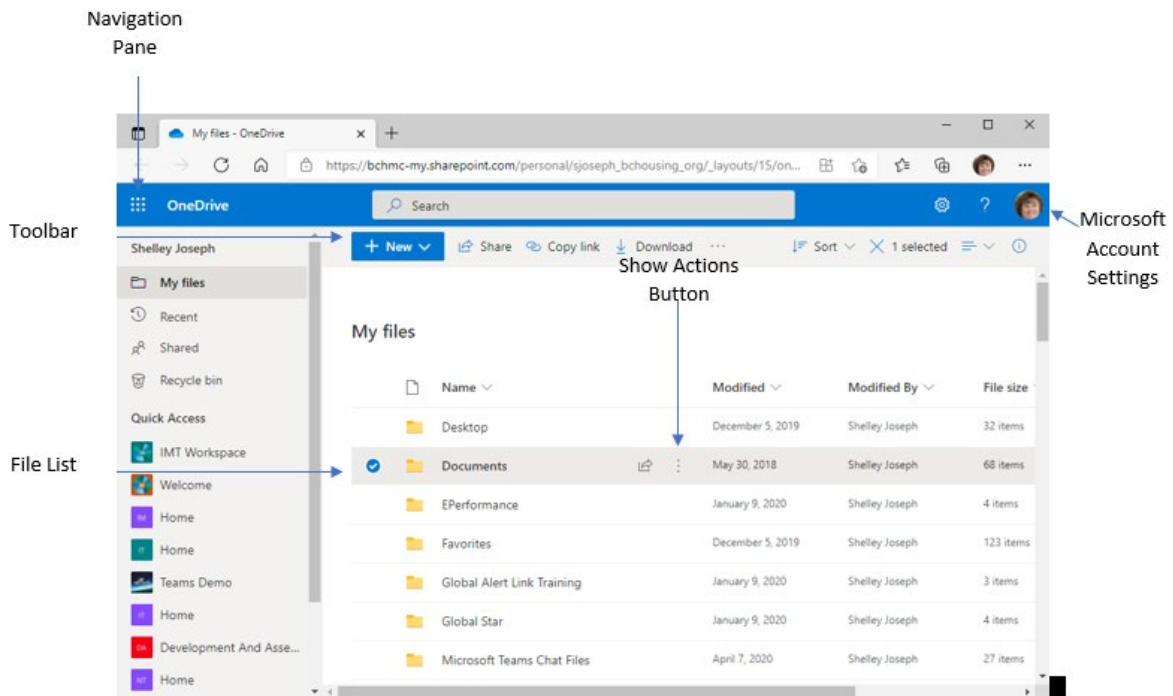 Navigation
Pane
My files - OneDrive
https://bchmc-my.sharepoint.com/personal/sjoseph_bchousing_org/_layouts/15/on...
OneDrive
Search
?
Toolbar
Microsoft
Account
Settings
Shelley Joseph
New
Share
Copy link
Download
...
Sort
1 selected
Show Actions
Button
My files
Recent
Shared
Recycle bin
Quick Access
IMT Workspace
Welcome
Home
Home
Teams Demo
Home
DA Development And Asse...
Home
My files
Name Modified Modified By File size
Desktop December 5, 2019 Shelley Joseph 32 items
File List
Documents May 30, 2018 Shelley Joseph 68 items
EPerformance January 9, 2020 Shelley Joseph 4 items
Favorites December 5, 2019 Shelley Joseph 123 items
Global Alert Link Training January 9, 2020 Shelley Joseph 3 items
Global Star January 9, 2020 Shelley Joseph 4 items
Microsoft Teams Chat Files April 7, 2020 Shelley Joseph 27 items